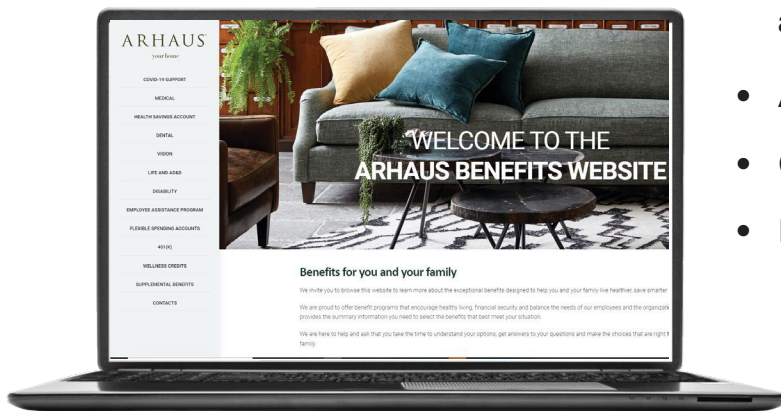 ARHAUS
your home
COVID-19 SUPPORT
MEDICAL
HEALTH SAVINGS ACCOUNT
DENTAL
VISION
LIFE AND AD&D
DISABILITY
EMPLOYEE ASSISTANCE PROGRAM
FLEXIBLE SPENDING ACCOUNTS
401(K)
WELLNESS CREDITS
SUPPLEMENTAL BENEFITS
CONTACTS
WELCOME TO THE
ARHAUS BENEFITS WEBSITE
Benefits for you and your family
We invite you to browse this website to learn more about the exceptional benefits designed to help you and your family live healthier, save smarter
We are proud to offer benefit programs that encourage healthy living, financial security and balance the needs of our employees and the
provides the summary information you need to select the benefits that best meet your situation.
We are here to help and ask that you take the time to understand your options, get answers to your questions and make the choices that are right
family